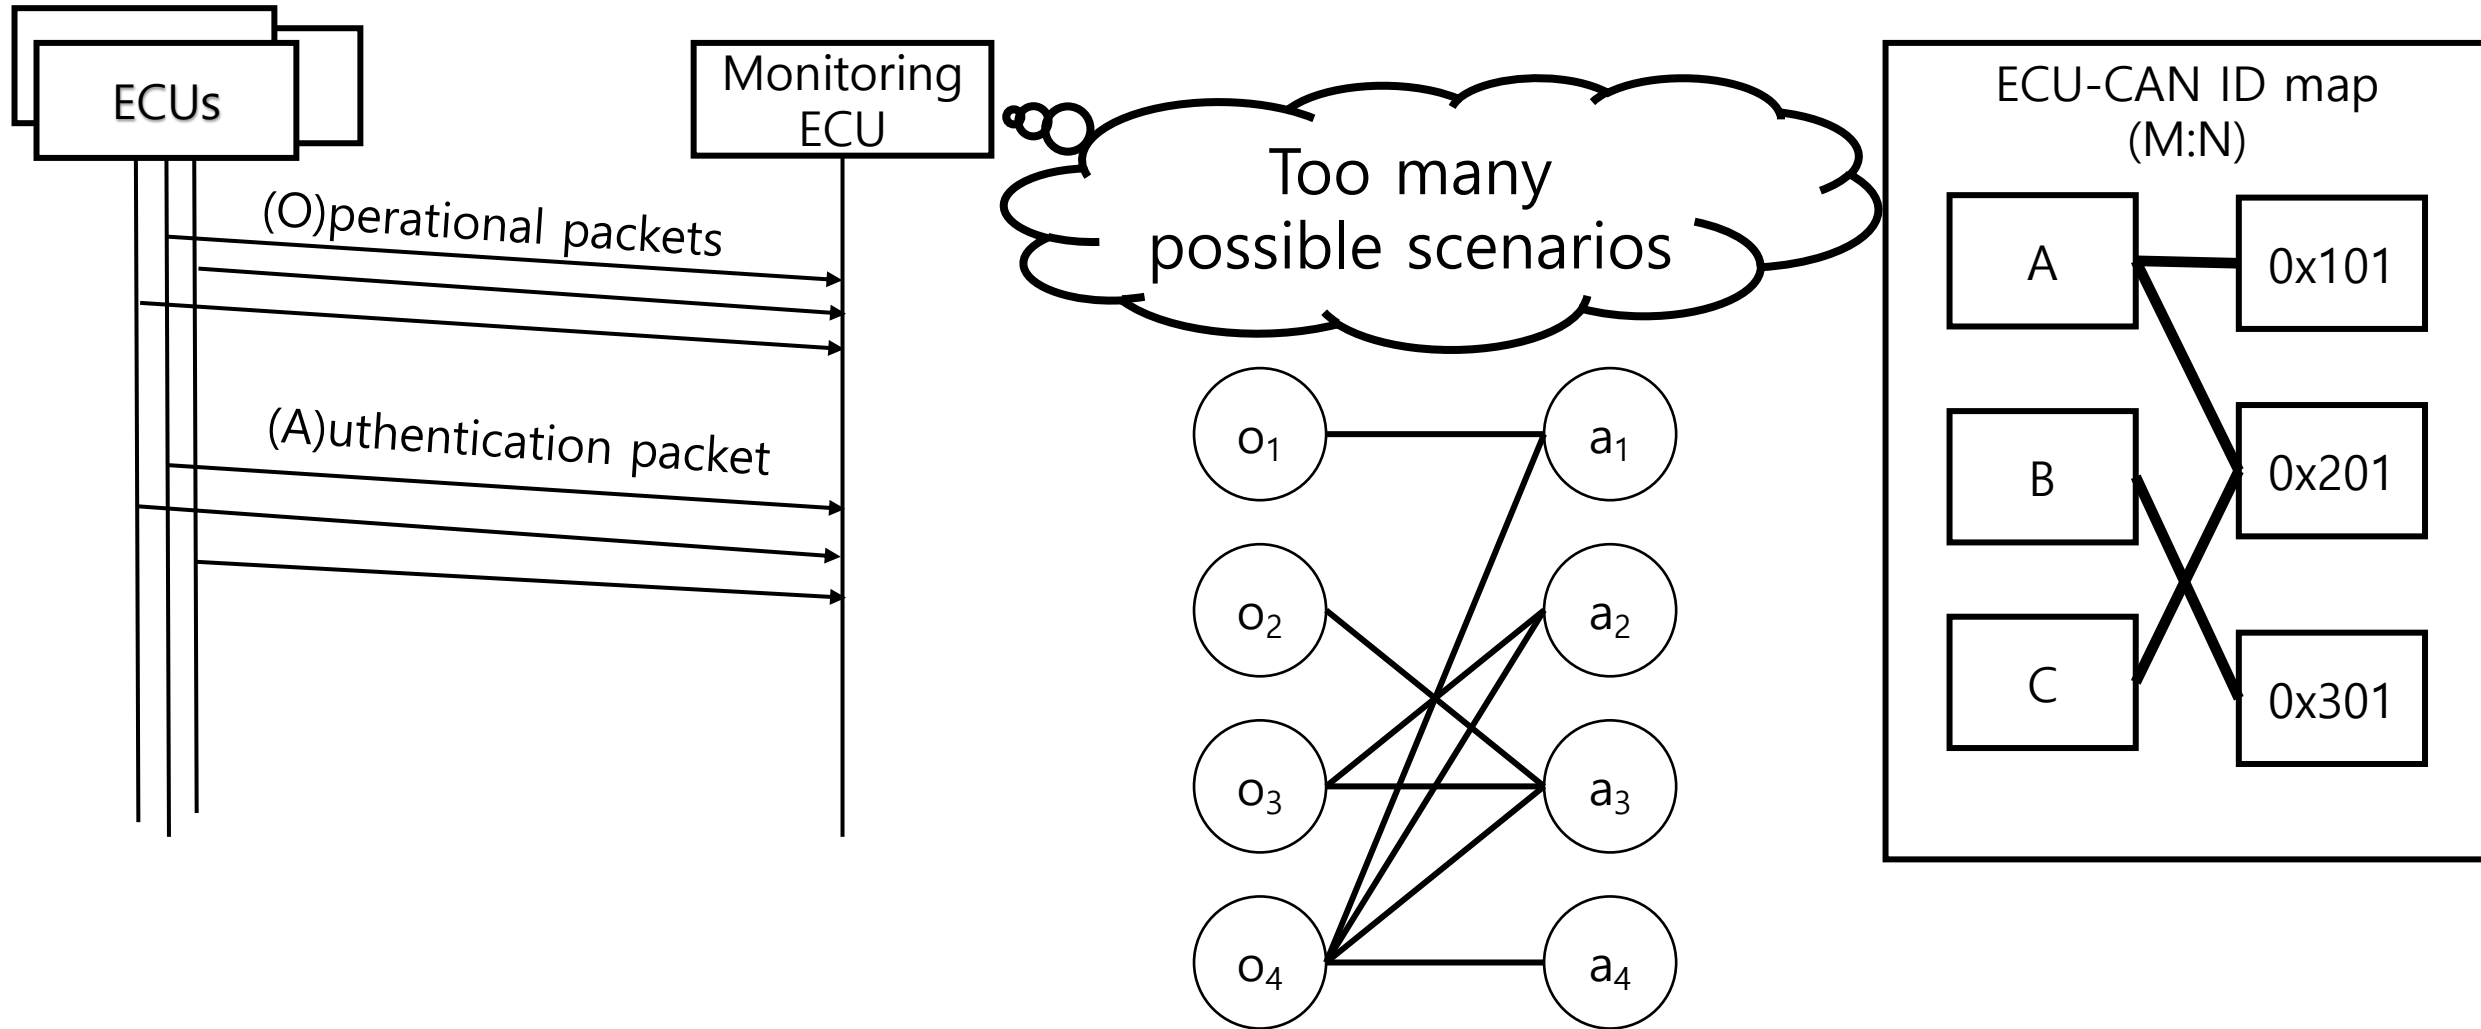 ECUs
Monitoring
ECU
(O)perational packets
(A)uthentication packet
Too many
possible scenarios
o₁
a₁
o₂
a₂
o₃
a₃
o₄
a₄
ECU-CAN ID map
(M:N)
A
0x101
B
0x201
C
0x301